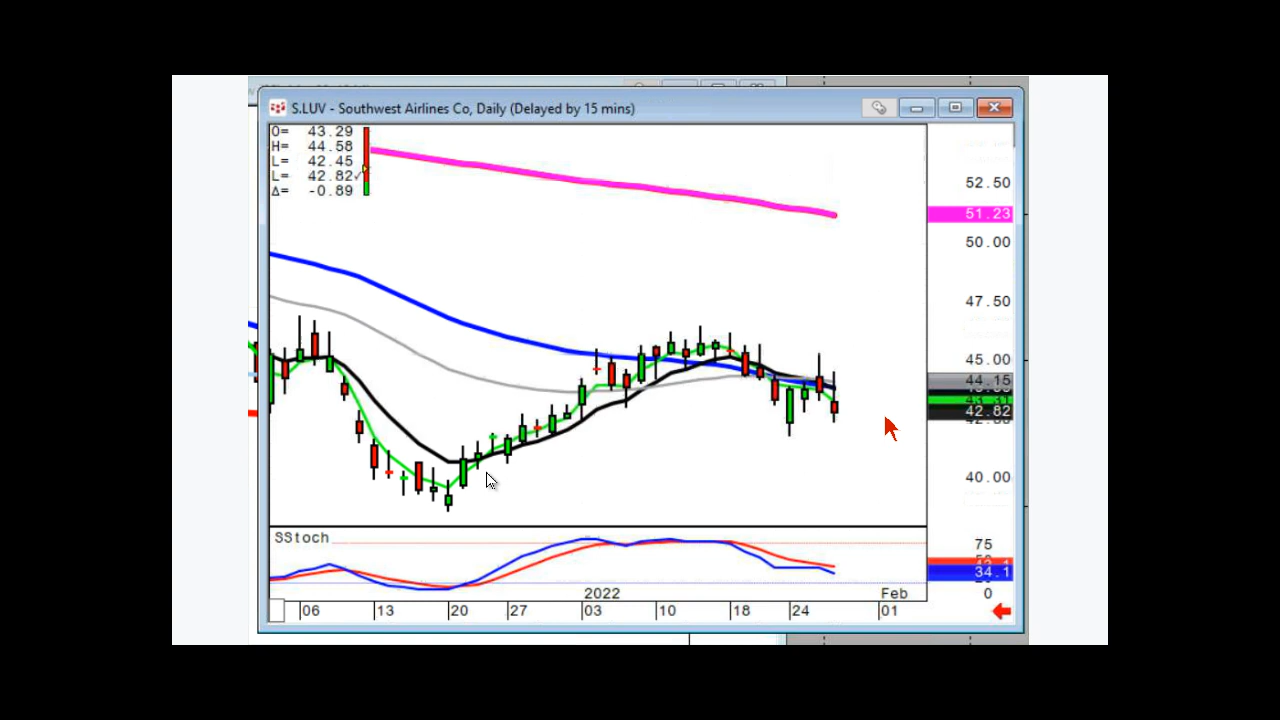 S.LUV - Southwest Airlines Co, Daily (Delayed by 15 mins)
O= 43.29
H= 44.58
L= 42.45
L= 42.82✓
Δ= -0.89
52.50
51.23
50.00
47.50
45.00
44.15
43.31
42.82
40.00
SStoch
75
34.1
0
2022
Feb
06
13
20
27
03
10
18
24
01